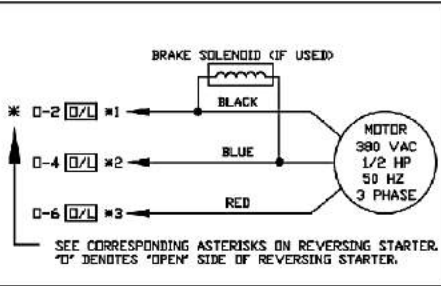 BRAKE SOLENOID (IF USED)
* O-2 O/L *1
BLACK
MOTOR
380 VAC
1/2 HP
50 HZ
3 PHASE
O-4 O/L *2
BLUE
O-6 O/L *3
RED
SEE CORRESPONDING ASTERISKS ON REVERSING STARTER.
"O" DENOTES "OPEN" SIDE OF REVERSING STARTER.